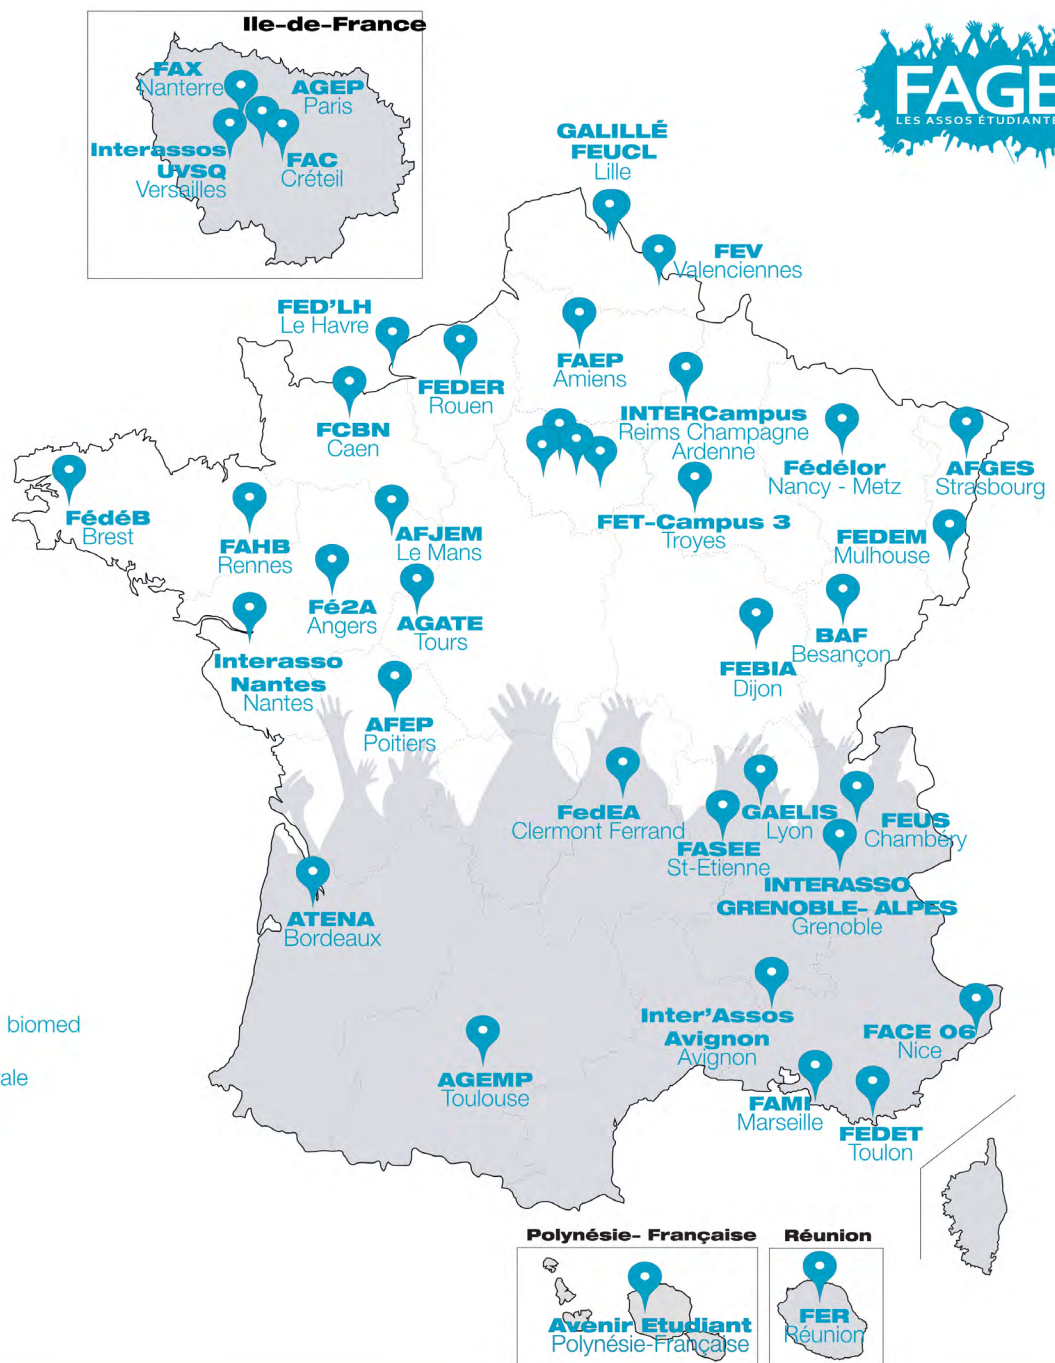 Ile-de-France
FAX
Nanterre
AGEP
Paris
Interassos
UVSQ
Versailles
FAC
Créteil
FAGE
LES ASSOS ÉTUDIANTE
GALILLÉ
FEUCL
Lille
FEV
Valenciennes
FED'LH
Le Havre
FEDER
Rouen
FAEP
Amiens
FCBN
Caen
INTERCampus
Reims Champagne
Ardenne
Fédélor
Nancy - Metz
AFGES
Strasbourg
FédéB
Brest
FAHB
Rennes
AFJEM
Le Mans
FET-Campus 3
Troyes
FEDEM
Mulhouse
Fé2A
Angers
AGATE
Tours
BAF
Besançon
Interasso
Nantes
Nantes
FEBIA
Dijon
AFEP
Poitiers
FedEA
Clermont Ferrand
GAELIS
Lyon
FEUS
Chambéry
FASEE
St-Etienne
INTERASSO
GRENOBLE- ALPES
Grenoble
ATENA
Bordeaux
biomed
ale
Inter'Assos
Avignon
Avignon
FACE 06
Nice
AGEMP
Toulouse
FAMI
Marseille
FEDET
Toulon
Polynésie- Française
Avenir Etudiant
Polynésie-Française
Réunion
FER
Réunion